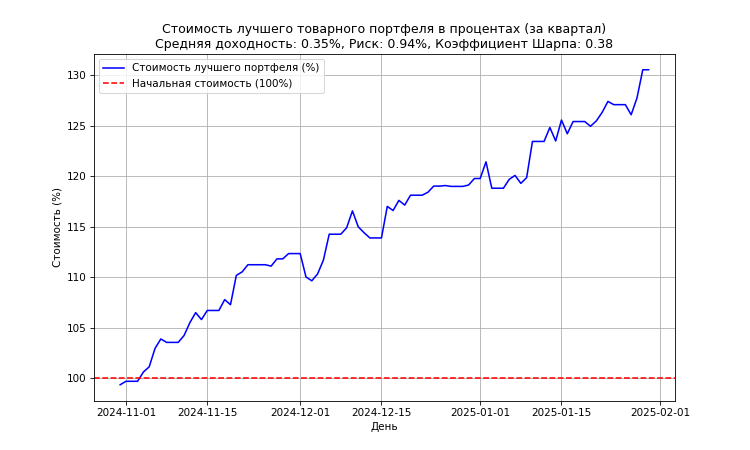 Стоимость лучшего товарного портфеля в процентах (за квартал)
Средняя доходность: 0.35%, Риск: 0.94%, Коэффициент Шарпа: 0.38
Стоимость лучшего портфеля (%)
Начальная стоимость (100%)
Стоимость (%)
130
125
120
115
110
105
100
2024-11-01
2024-11-15
2024-12-01
2024-12-15
2025-01-01
2025-01-15
2025-02-01
День